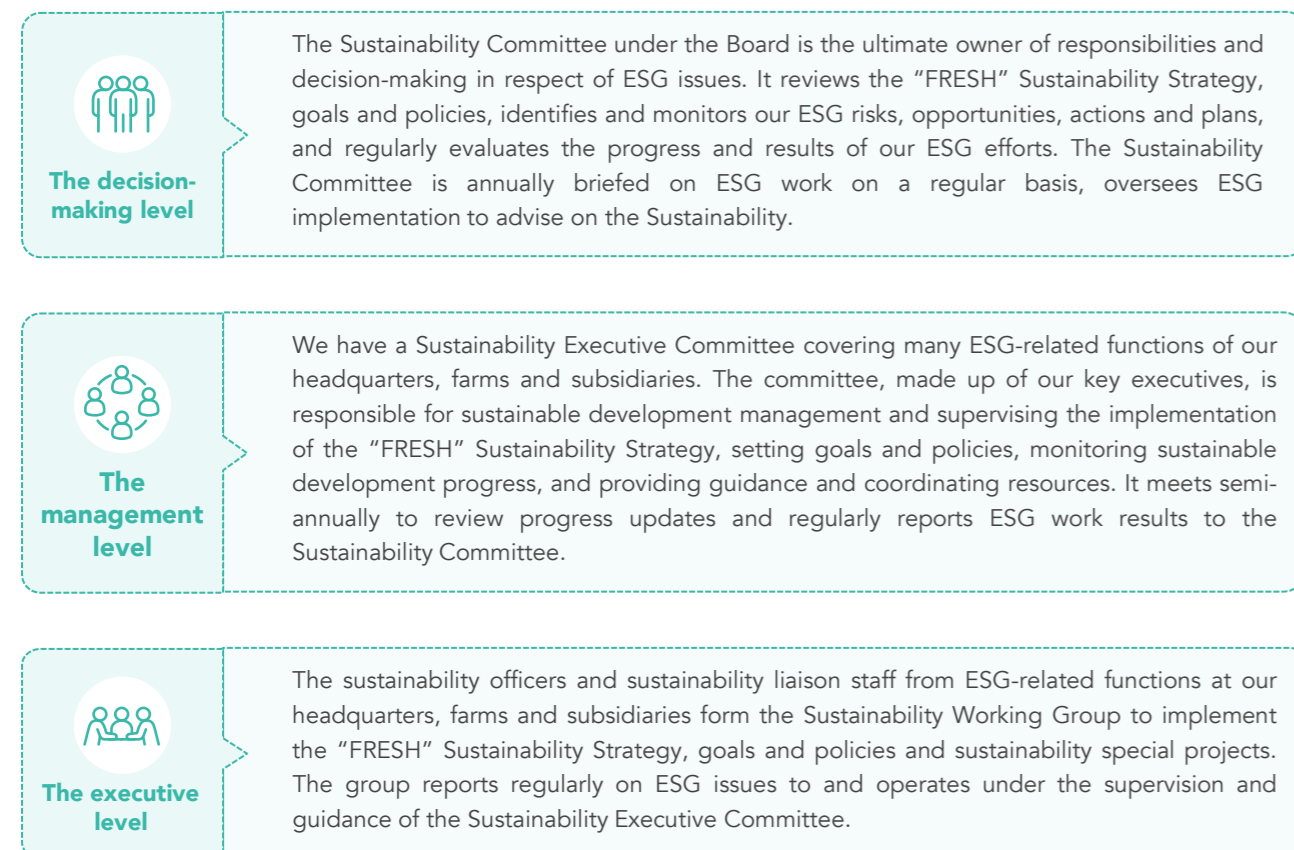 The decision-
making level
The Sustainability Committee under the Board is the ultimate owner of responsibilities and
decision-making in respect of ESG issues. It reviews the “FRESH” Sustainability Strategy,
goals and policies, identifies and monitors our ESG risks, opportunities, actions and plans,
and regularly evaluates the progress and results of our ESG efforts. The Sustainability
Committee is annually briefed on ESG work on a regular basis, oversees ESG
implementation to advise on the Sustainability.
The
management
level
We have a Sustainability Executive Committee covering many ESG-related functions of our
headquarters, farms and subsidiaries. The committee, made up of our key executives, is
responsible for sustainable development management and supervising the implementation
of the “FRESH” Sustainability Strategy, setting goals and policies, monitoring sustainable
development progress, and providing guidance and coordinating resources. It meets semi-
annually to review progress updates and regularly reports ESG work results to the
Sustainability Committee.
The executive
level
The sustainability officers and sustainability liaison staff from ESG-related functions at our
headquarters, farms and subsidiaries form the Sustainability Working Group to implement
the “FRESH” Sustainability Strategy, goals and policies and sustainability special projects.
The group reports regularly on ESG issues to and operates under the supervision and
guidance of the Sustainability Executive Committee.